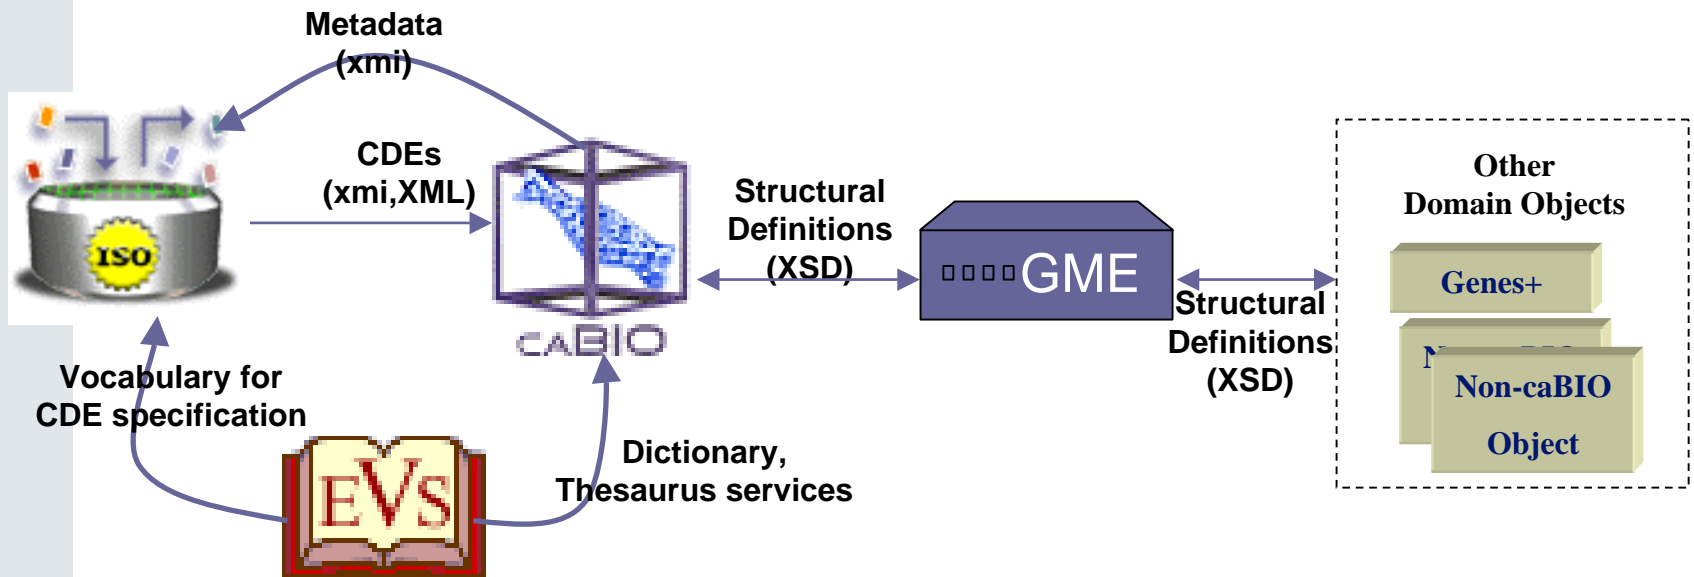 Metadata
(xmi)
CDEs
(xmi,XML)
ISO
caBIO
Structural
Definitions
(XSD)
GME
Structural
Definitions
(XSD)
Other
Domain Objects
Genes+
Non-caBIO
Object
Vocabulary for
CDE specification
EVS
Dictionary,
Thesaurus services